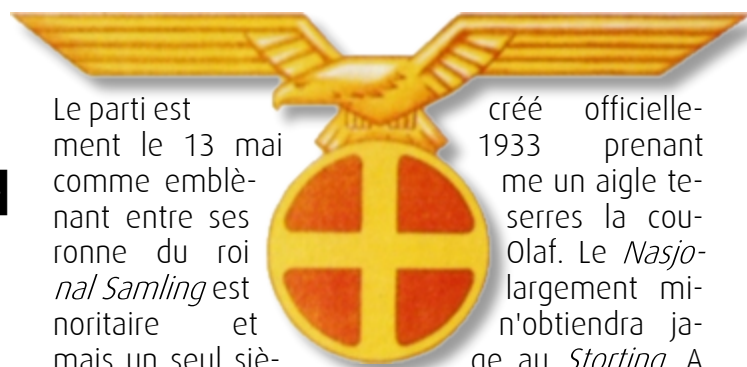 Le parti est créé officielle-
ment le 13 mai 1933 prenant
comme emblè- me un aigle te-
nant entre ses serres la cou-
ronne du roi Olaf. Le Nasjo-
nal Samling est largement mi-
noritaire et n'obtiendra ja-
mais un seul siè- ge au Storting. A